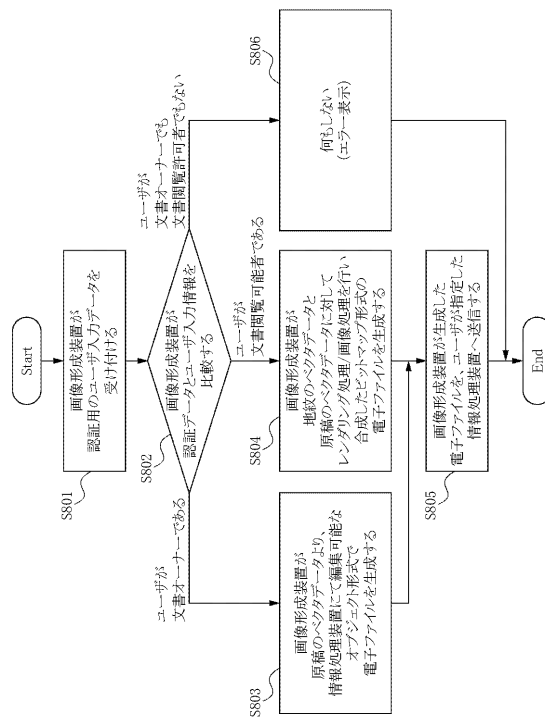 Start
画像形成装置が
認証用のユーザ入力データを
受け付ける
S801
画像形成装置が
認証データとユーザ入力情報を
比較する
S802
ユーザが
文書オーナーである
ユーザが
文書閲覧可能者である
ユーザが
文書オーナーでも
文書閲覧許可者でもない
画像形成装置が
原稿のベクタデータより、
情報処理装置にて編集可能な
オブジェクト形式で
電子ファイルを生成する
S803
画像形成装置が
地紋のベクタデータと
原稿のベクタデータに対して
レンダリング処理/画像処理を行い
合成したビットマップ形式の
電子ファイルを生成する
S804
何もしない
(エラー表示)
S806
画像形成装置が生成した
電子ファイルを、ユーザが指定した
情報処理装置へ送信する
S805
End